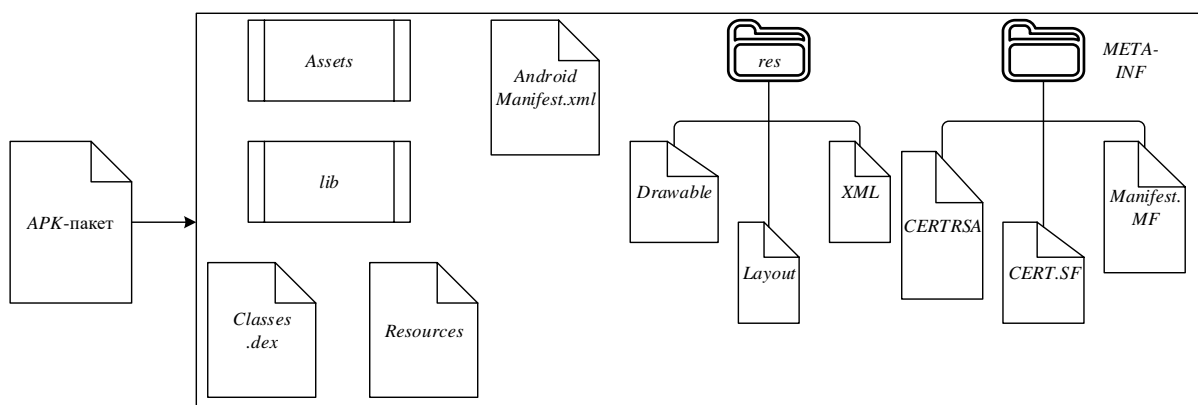 APK-пакет
Assets
lib
Classes
.dex
Resources
Android
Manifest.xml
res
Drawable
Layout
XML
META-
INF
CERTRSA
CERT.SF
Manifest.
MF